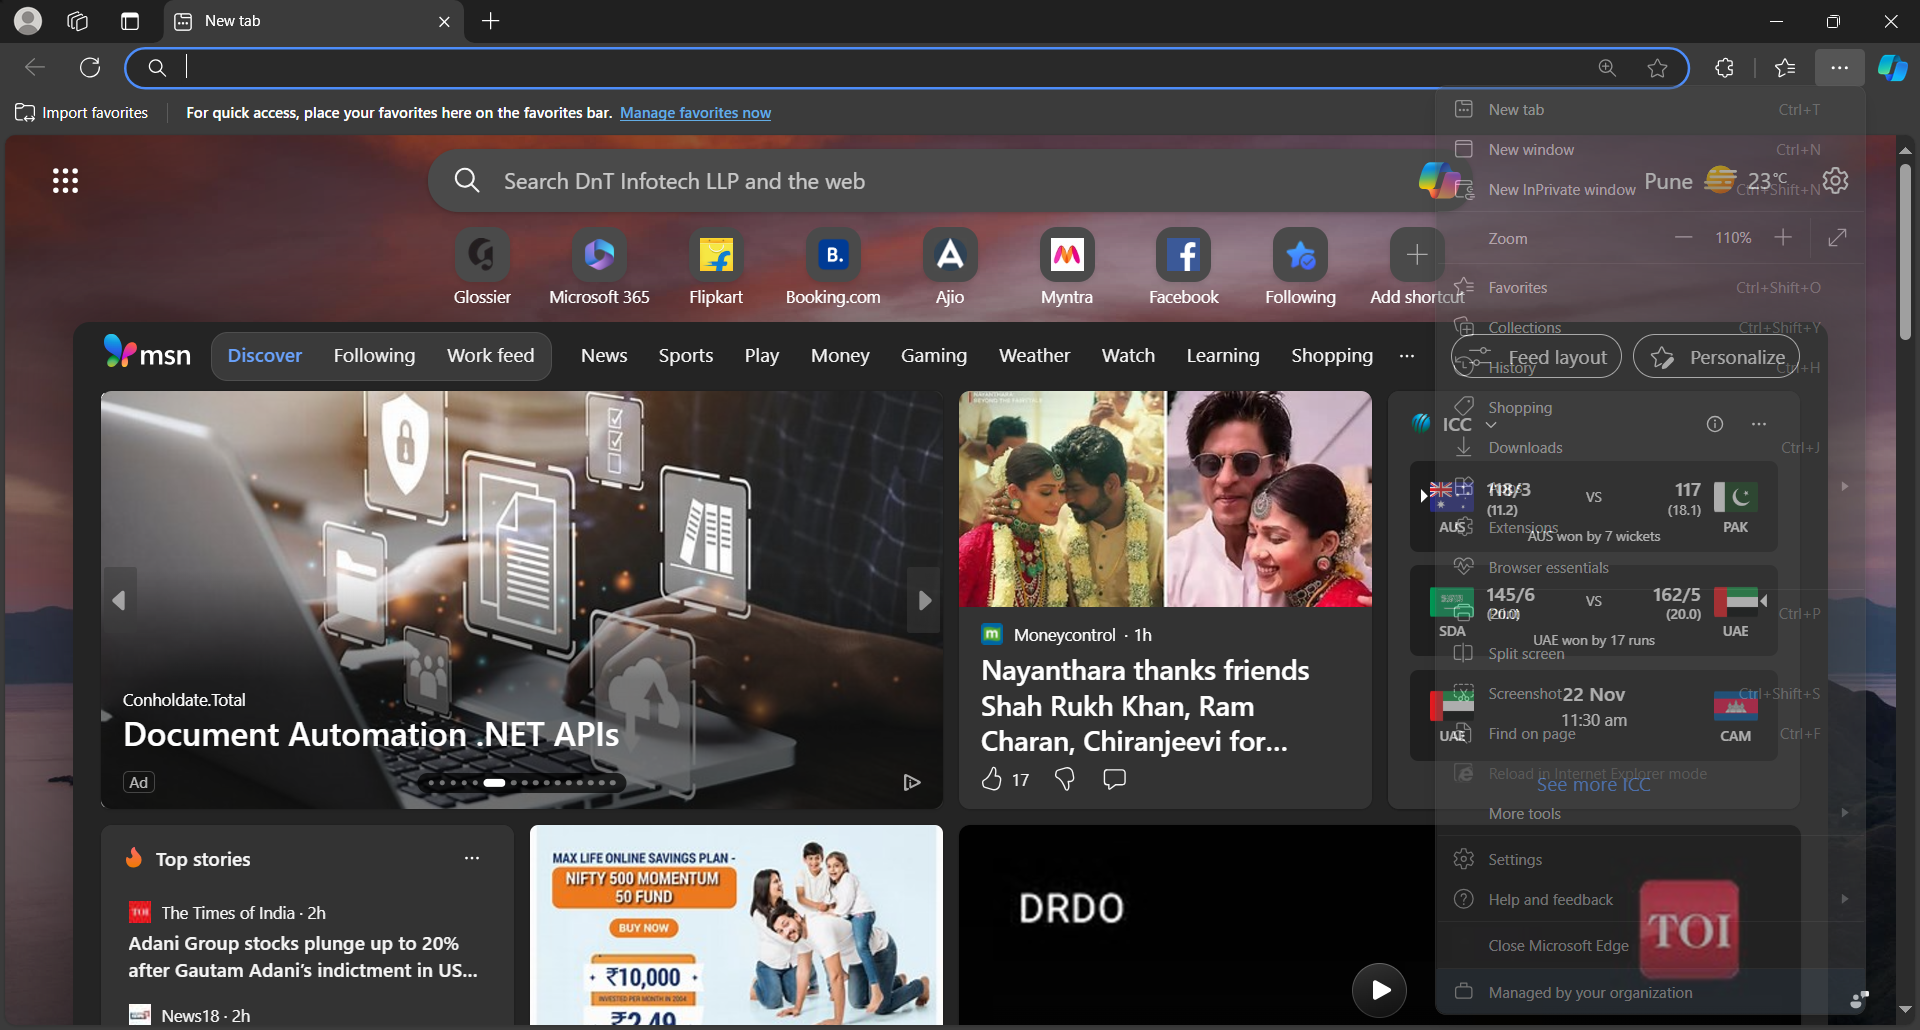 New tab
Import favorites
For quick access, place your favorites here on the favorites bar. Manage favorites now
Search DnT Infotech LLP and the web
Pune 23°C
Glossier
Microsoft 365
Flipkart
B.
Booking.com
Ajio
Myntra
Facebook
Following
Add shortcut
msn
Discover
Following
Work feed
News
Sports
Play
Money
Gaming
Weather
Watch
Learning
Shopping
Feed layout
Personalize
Conholdate.Total
Document Automation .NET APIs
Ad
Moneycontrol · 1h
Nayanthara thanks friends
Shah Rukh Khan, Ram
Charan, Chiranjeevi for...
17
ICC
118/3 vs 117
(11.2) (18.1)
AUS PAK
AUS won by 7 wickets
145/6 vs 162/5
(20.0) (20.0)
SDA UAE
UAE won by 17 runs
22 Nov
11:30 am
UAE CAM
See more ICC
Top stories
TOI The Times of India · 2h
Adani Group stocks plunge up to 20%
after Gautam Adani's indictment in US...
News18 · 2h
MAX LIFE ONLINE SAVINGS PLAN -
NIFTY 500 MOMENTUM
50 FUND
BUY NOW
₹10,000
INVESTED PER MONTH IN 2004
₹2.49
DRDO
TOI
New tab Ctrl+T
New window Ctrl+N
New InPrivate window Ctrl+Shift+N
Zoom 110%
Favorites Ctrl+Shift+O
Collections Ctrl+Shift+Y
History Ctrl+H
Shopping
Downloads Ctrl+J
Extensions
Browser essentials
Ctrl+P
Split screen
Screenshot Ctrl+Shift+S
Find on page Ctrl+F
Reload in Internet Explorer mode
More tools
Settings
Help and feedback
Close Microsoft Edge
Managed by your organization